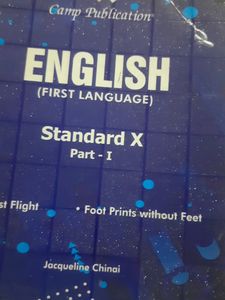 Camp Publication
ENGLISH
(FIRST LANGUAGE)
Standard X
Part - I
st Flight • Foot Prints without Feet
Jacqueline Chinai